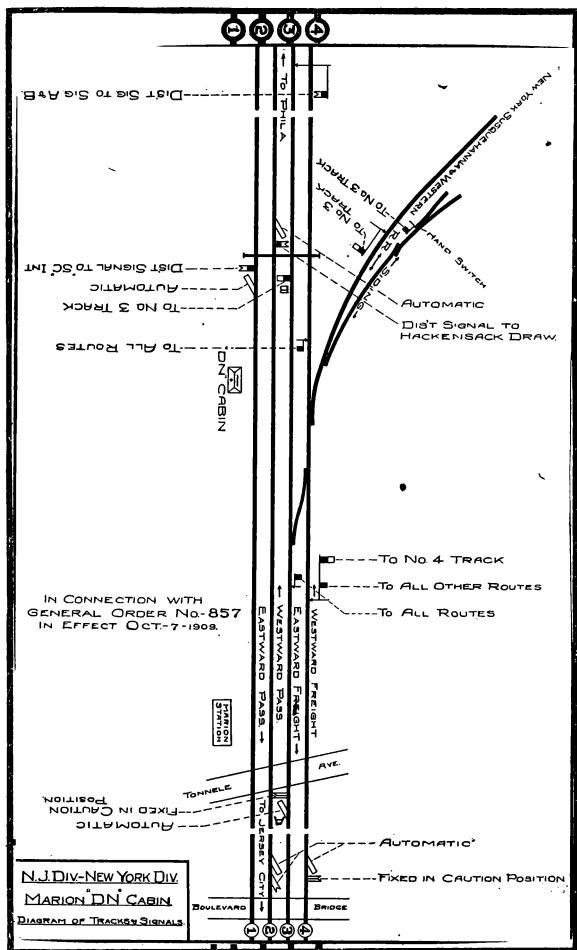 1
2
3
4
DIST SIG TO SIG A&B
TO PHILA
NEW YORK SUSQUEHANNA & WESTERN
R.R.
SIDING
TO NO 3 TRACK
TO NO 3
TRACK
HAND SWITCH
DIST SIGNAL TO "SC" INT
AUTOMATIC
TO NO 3 TRACK
TO ALL ROUTES
AUTOMATIC
DIS'T SIGNAL TO
HACKENSACK DRAW.
"DN" CABIN
TO NO. 4 TRACK
TO ALL OTHER ROUTES
TO ALL ROUTES
IN CONNECTION WITH
GENERAL ORDER NO.-857
IN EFFECT OCT.-7-1909.
EASTWARD PASS.
WESTWARD PASS.
EASTWARD FREIGHT
WESTWARD FREIGHT
MARION
STATION
TONNELE AVE.
FIXED IN CAUTION
POSITION.
AUTOMATIC
TO JERSEY CITY
AUTOMATIC
FIXED IN CAUTION POSITION
BOULEVARD BRIDGE
1
2
3
4
N.J. DIV-NEW YORK DIV.
MARION "DN" CABIN
DIAGRAM OF TRACKS & SIGNALS.